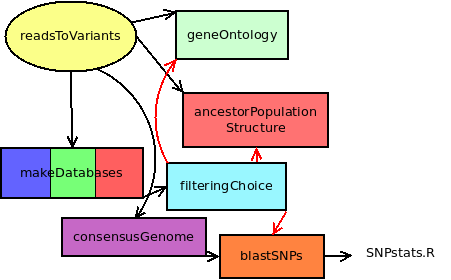 readsToVariants
geneOntology
ancestorPopulation
Structure
makeDatabases
filteringChoice
consensusGenome
blastSNPs
SNPstats.R